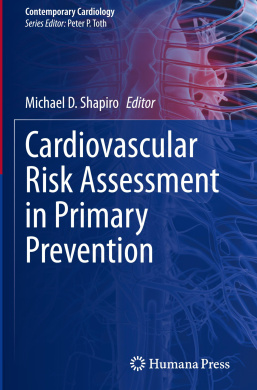 Contemporary Cardiology
Series Editor: Peter P. Toth
Michael D. Shapiro Editor
Cardiovascular
Risk Assessment
in Primary
Prevention
Humana Press